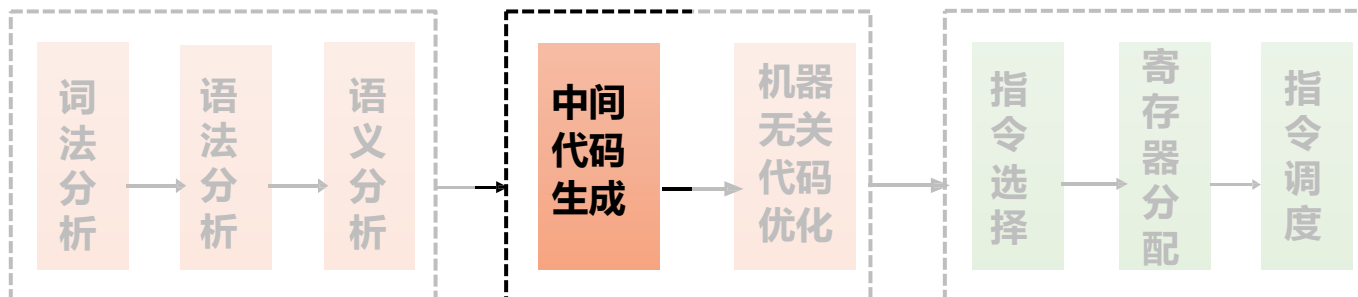 词法分析
语法分析
语义分析
中间
代码
生成
机器
无关
代码
优化
指令选择
寄存器分配
指令调度